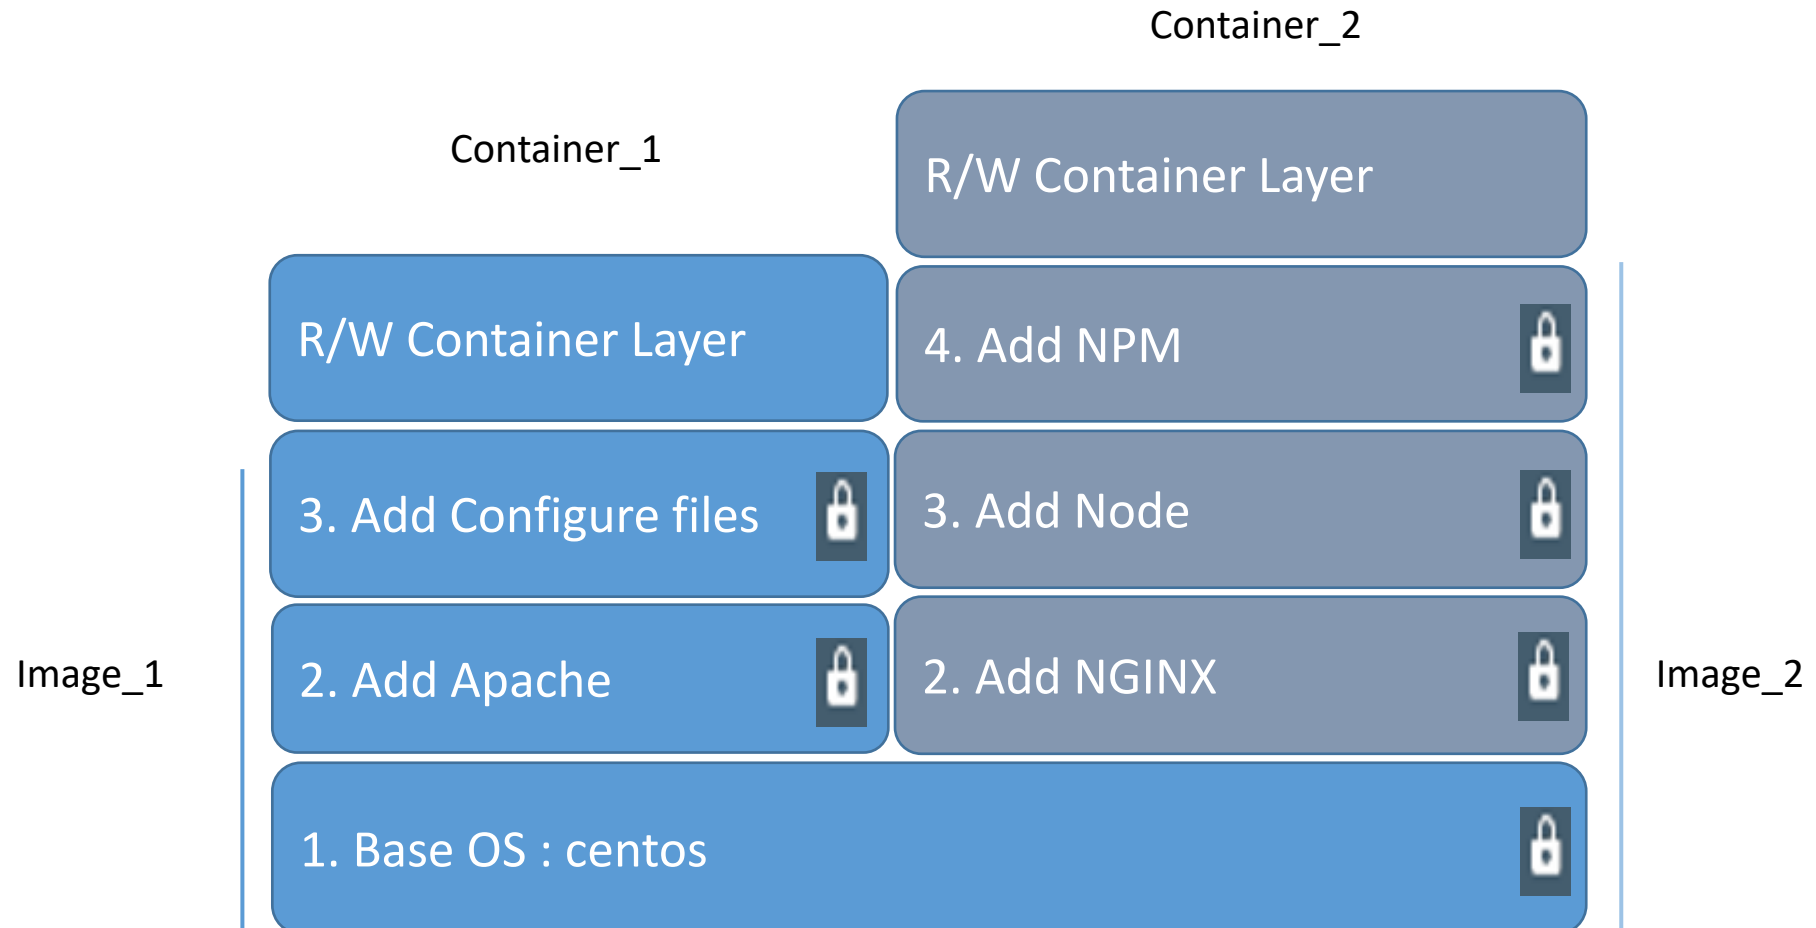 Container_2
Container_1
R/W Container Layer
R/W Container Layer
4. Add NPM
3. Add Configure files
3. Add Node
Image_1
2. Add Apache
2. Add NGINX
Image_2
1. Base OS : centos